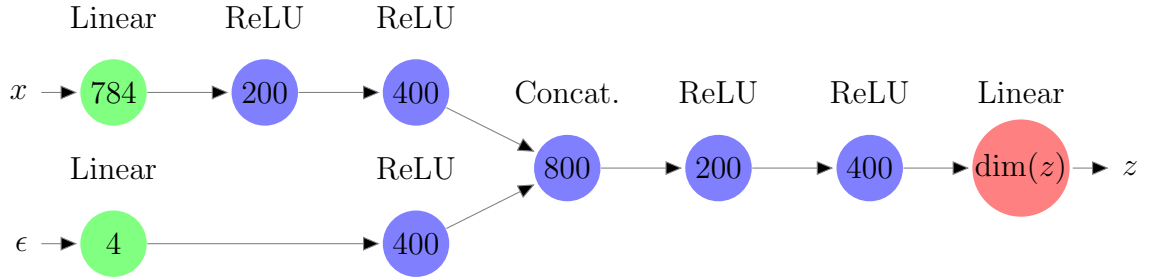 Linear ReLU ReLU
x 784 200 400
Concat. ReLU ReLU Linear
Linear ReLU
800 200 400 dim(z) z
ϵ 4 400